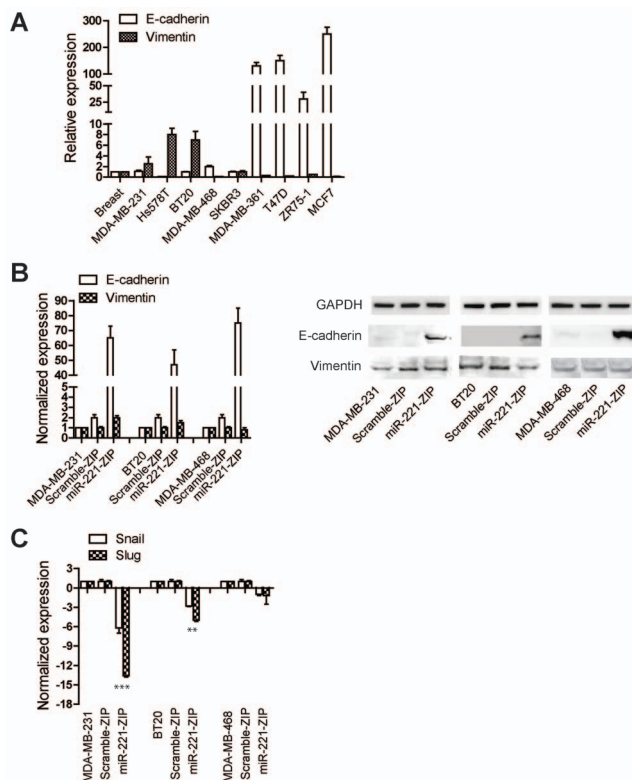 A
E-cadherin
Vimentin
Relative expression
300
200
100
50
25
8
6
4
2
0
Breast
MDA-MB-231
Hs578T
BT20
MDA-MB-468
SKBR3
MDA-MB-361
T47D
ZR75-1
MCF7
B
E-cadherin
Vimentin
Normalized expression
90
80
70
60
50
40
4
3
2
1
0
MDA-MB-231
Scramble-ZIP
miR-221-ZIP
BT20
Scramble-ZIP
miR-221-ZIP
MDA-MB-468
Scramble-ZIP
miR-221-ZIP
GAPDH
E-cadherin
Vimentin
MDA-MB-231
Scramble-ZIP
miR-221-ZIP
BT20
Scramble-ZIP
miR-221-ZIP
MDA-MB-468
Scramble-ZIP
miR-221-ZIP
C
Snail
Slug
Normalized expression
3
0
-3
-6
-9
-12
-15
-18
***
**
MDA-MB-231
Scramble-ZIP
miR-221-ZIP
BT20
Scramble-ZIP
miR-221-ZIP
MDA-MB-468
Scramble-ZIP
miR-221-ZIP